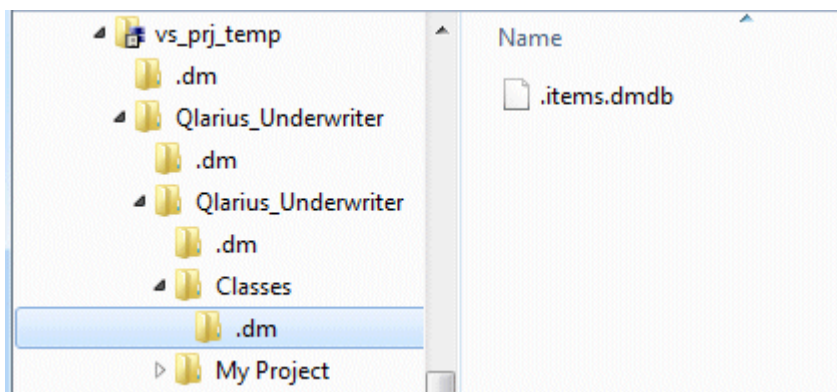 vs_prj_temp
.dm
Qlarius_Underwriter
.dm
Qlarius_Underwriter
.dm
Classes
.dm
My Project
Name
.items.dmdb